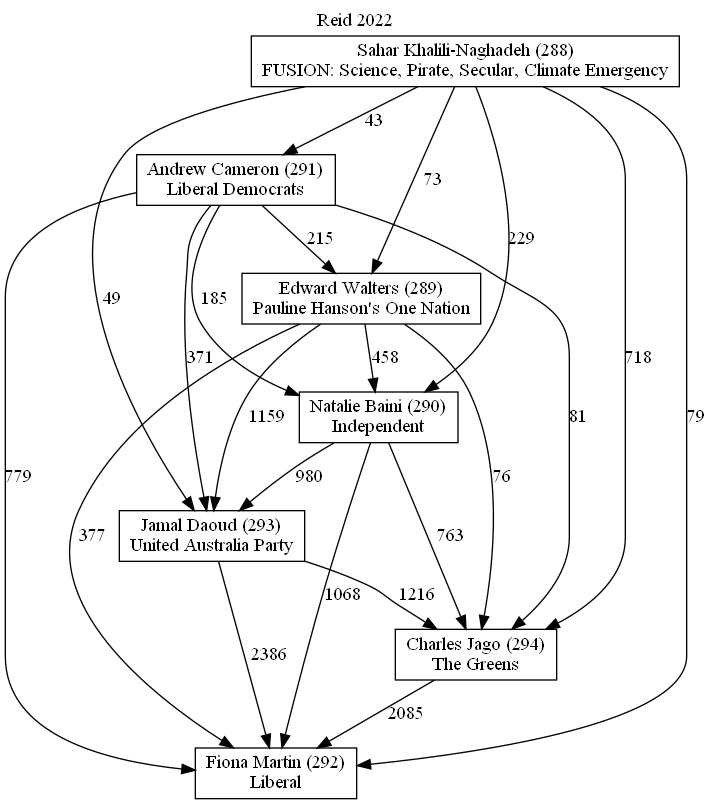 Reid 2022
Sahar Khalili-Naghadeh (288)
FUSION: Science, Pirate, Secular, Climate Emergency
43
Andrew Cameron (291)
Liberal Democrats
73
229
215
Edward Walters (289)
Pauline Hanson's One Nation
49
185
371
458
718
1159
Natalie Baini (290)
Independent
81
79
779
377
980
76
Jamal Daoud (293)
United Australia Party
763
1068
1216
2386
Charles Jago (294)
The Greens
2085
Fiona Martin (292)
Liberal